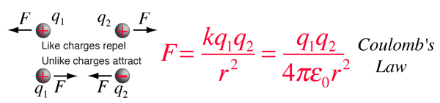 F q₁ q₂ F
+ +
Like charges repel
Unlike charges attract
+ −
q₁ F F q₂
F = kq₁q₂ / r² = q₁q₂ / 4πε₀r²
Coulomb's
Law